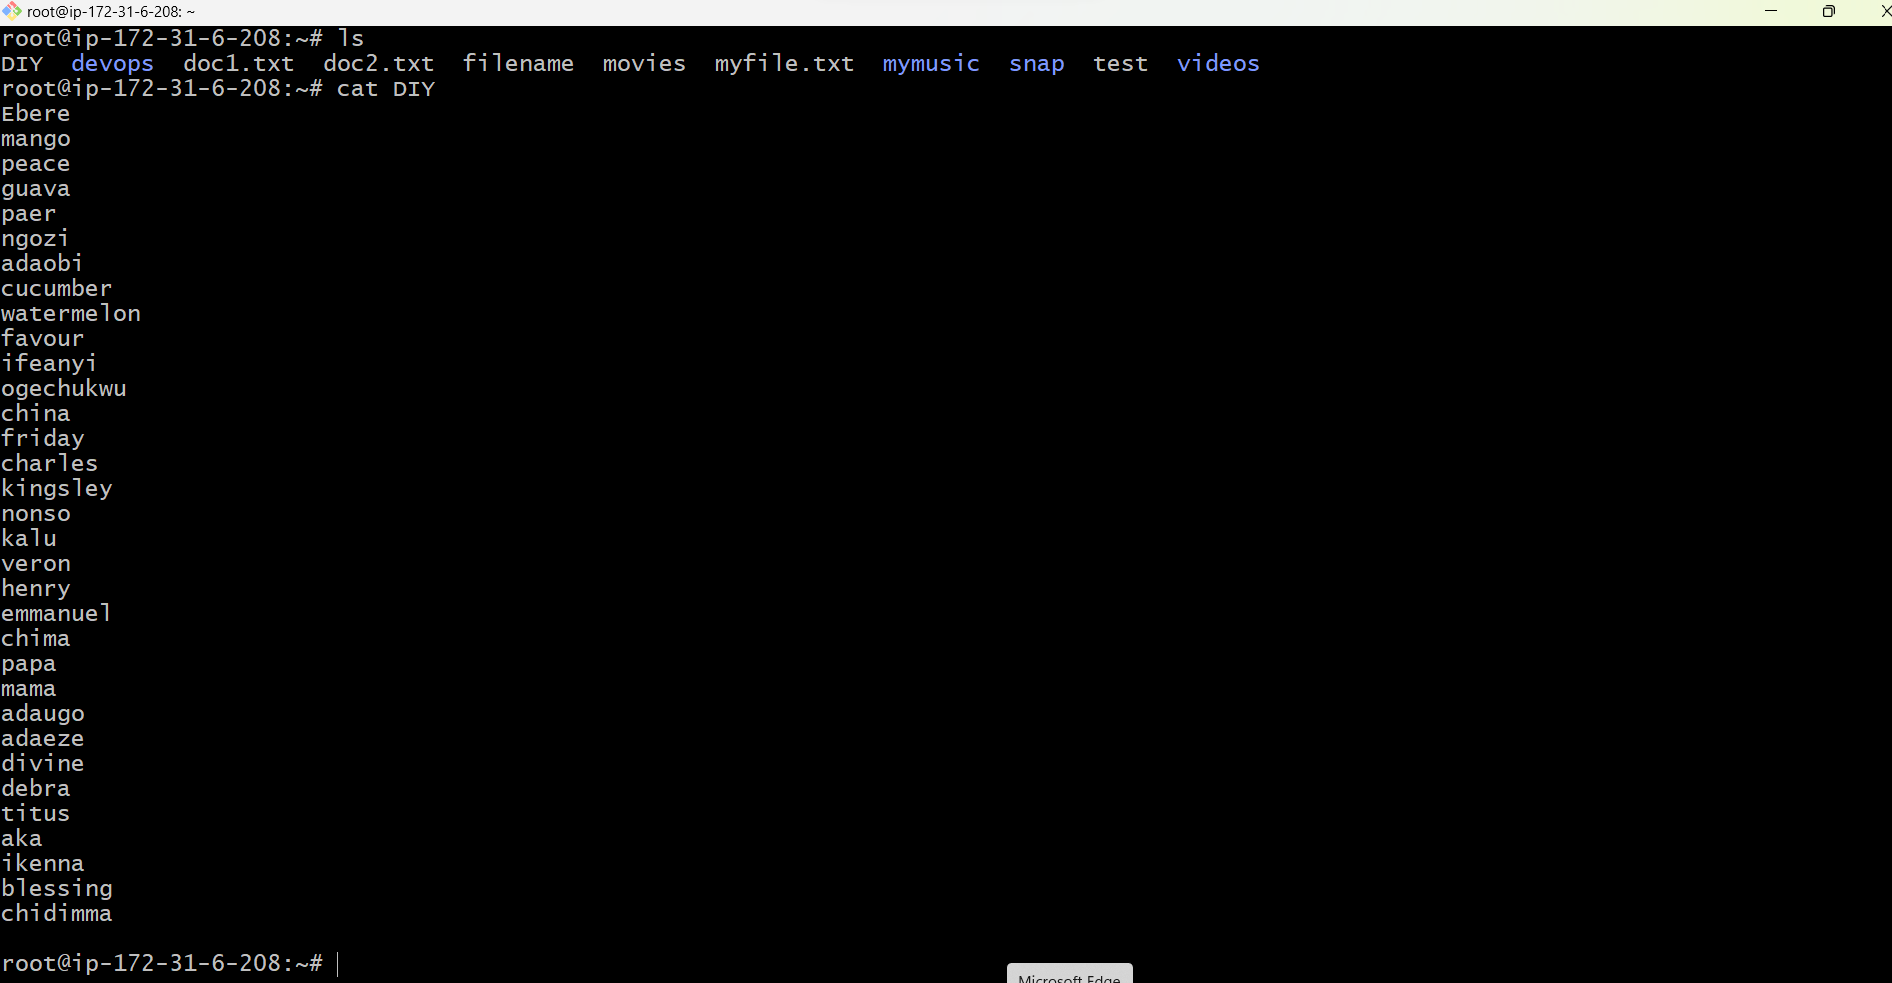 root@ip-172-31-6-208: ~
root@ip-172-31-6-208:~# ls
DIY  devops  doc1.txt  doc2.txt  filename  movies  myfile.txt  mymusic  snap  test  videos
root@ip-172-31-6-208:~# cat DIY
Ebere
mango
peace
guava
paer
ngozi
adaobi
cucumber
watermelon
favour
ifeanyi
ogechukwu
china
friday
charles
kingsley
nonso
kalu
veron
henry
emmanuel
chima
papa
mama
adaugo
adaeze
divine
debra
titus
aka
ikenna
blessing
chidimma
root@ip-172-31-6-208:~#
Microsoft Edge